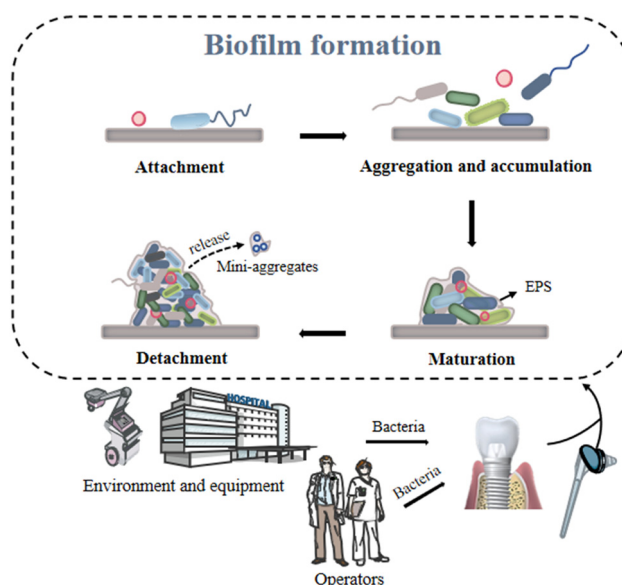 Biofilm formation
Attachment
Aggregation and accumulation
release
Mini-aggregates
EPS
Detachment
Maturation
HOSPITAL
Bacteria
Environment and equipment
Bacteria
Operators